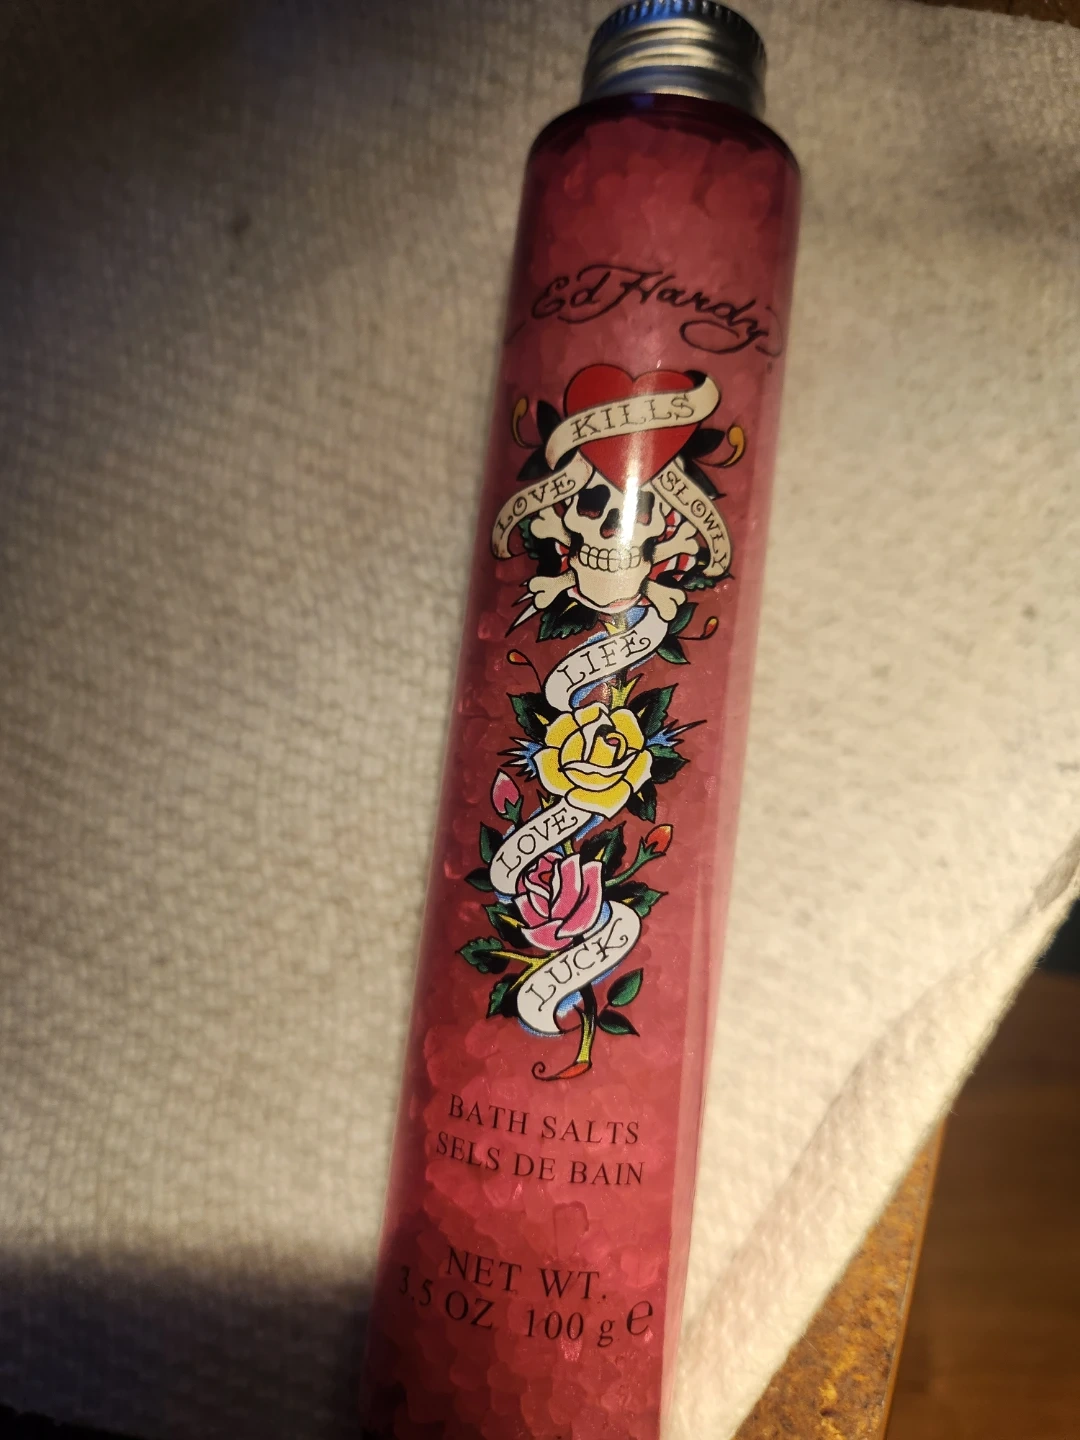 Ed Hardy
KILLS
LOVE SLOWLY
LIFE
LOVE
LUCK
BATH SALTS
SELS DE BAIN
NET WT.
3.5 OZ 100 g e